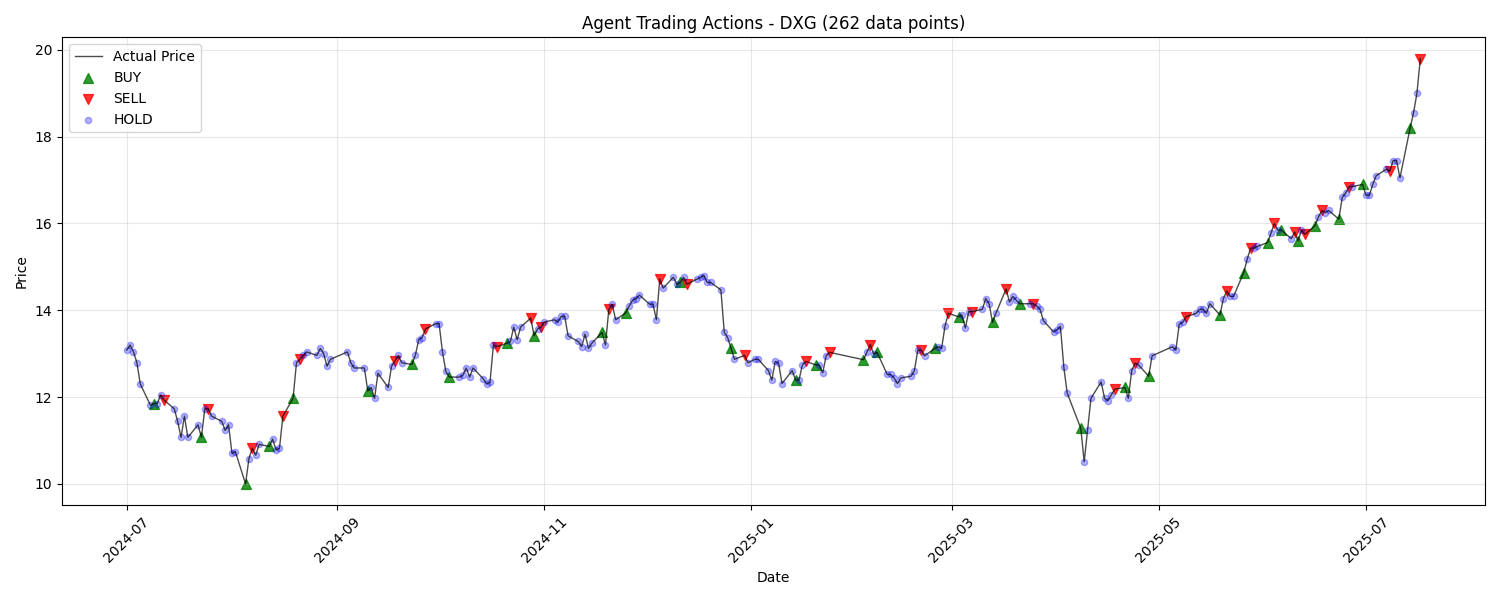 Agent Trading Actions - DXG (262 data points)
Actual Price
BUY
SELL
HOLD
Price
20
18
16
14
12
10
2024-07
2024-09
2024-11
2025-01
2025-03
2025-05
2025-07
Date